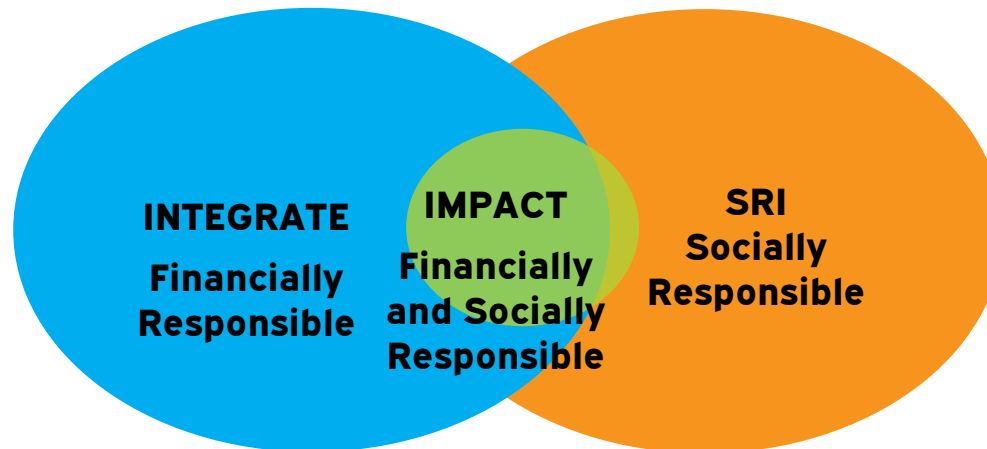 INTEGRATE
Financially
Responsible
IMPACT
Financially
and Socially
Responsible
SRI
Socially
Responsible